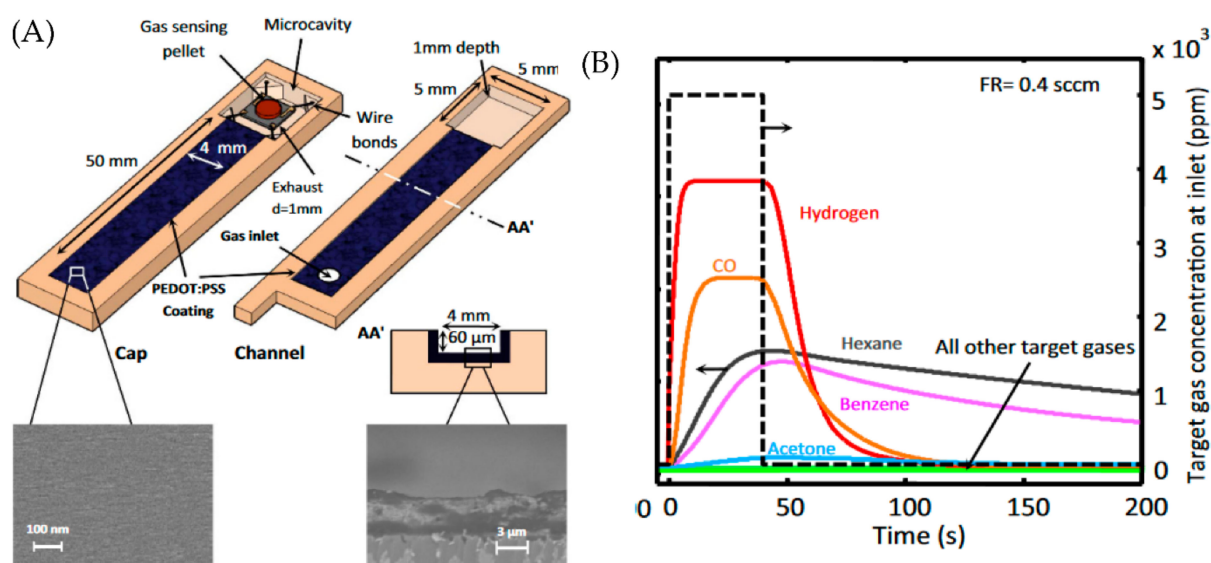 (A)
Gas sensing
pellet
Microcavity
1mm depth
5 mm
5 mm
Wire
bonds
50 mm
4 mm
Exhaust
d=1mm
AA'
Gas inlet
PEDOT:PSS
Coating
Cap
Channel
AA'
4 mm
60 µm
100 nm
3 µm
(B)
x 10³
FR= 0.4 sccm
5
4
3
2
1
0
Hydrogen
CO
Hexane
All other target gases
Benzene
Acetone
Target gas concentration at inlet (ppm)
0
50
100
150
200
Time (s)